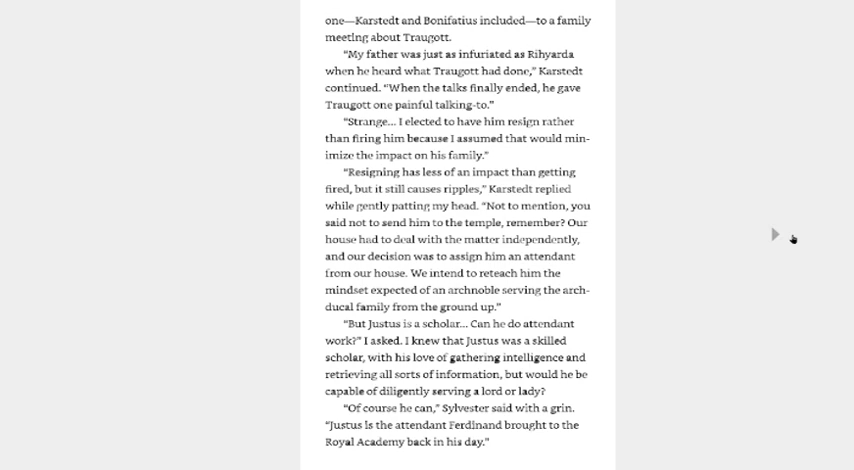 one—Karstedt and Bonifatius included—to a family
meeting about Traugott.
“My father was just as infuriated as Rihyarda
when he heard what Traugott had done,” Karstedt
continued. “When the talks finally ended, he gave
Traugott one painful talking-to.”
“Strange... I elected to have him resign rather
than firing him because I assumed that would min-
imize the impact on his family.”
“Resigning has less of an impact than getting
fired, but it still causes ripples,” Karstedt replied
while gently patting my head. “Not to mention, you
said not to send him to the temple, remember? Our
house had to deal with the matter independently,
and our decision was to assign him an attendant
from our house. We intend to reteach him the
mindset expected of an archnoble serving the arch-
ducal family from the ground up.”
“But Justus is a scholar... Can he do attendant
work?” I asked. I knew that Justus was a skilled
scholar, with his love of gathering intelligence and
retrieving all sorts of information, but would he be
capable of diligently serving a lord or lady?
“Of course he can,” Sylvester said with a grin.
“Justus is the attendant Ferdinand brought to the
Royal Academy back in his day.”